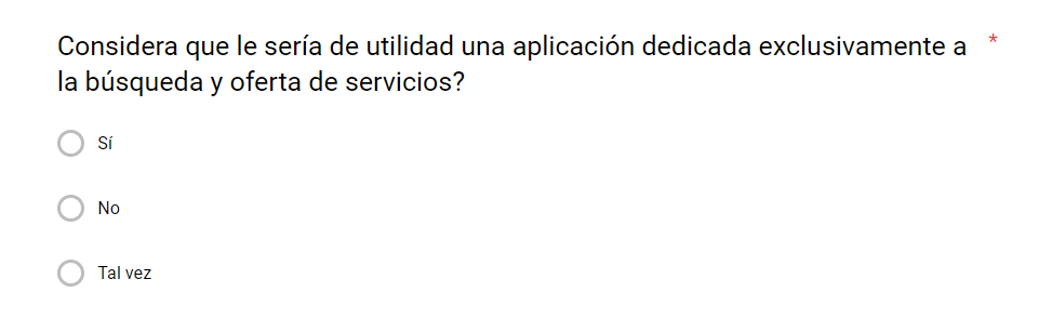 Considera que le sería de utilidad una aplicación dedicada exclusivamente a *
la búsqueda y oferta de servicios?
Sí
No
Tal vez